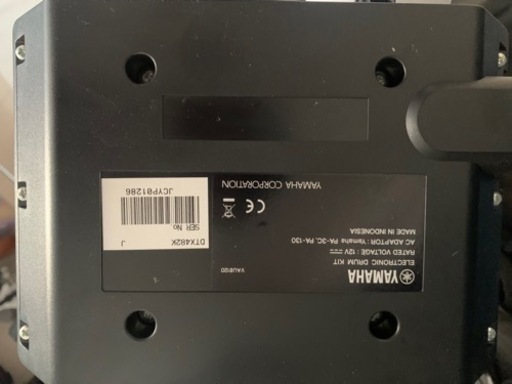 YAMAHA
ELECTRONIC DRUM KIT
RATED VOLTAGE : 12V
AC ADAPTOR : Yamaha PA-3C, PA-130
MADE IN INDONESIA
CE
YAMAHA CORPORATION
DTX482K J
SER No.
JCYP01286